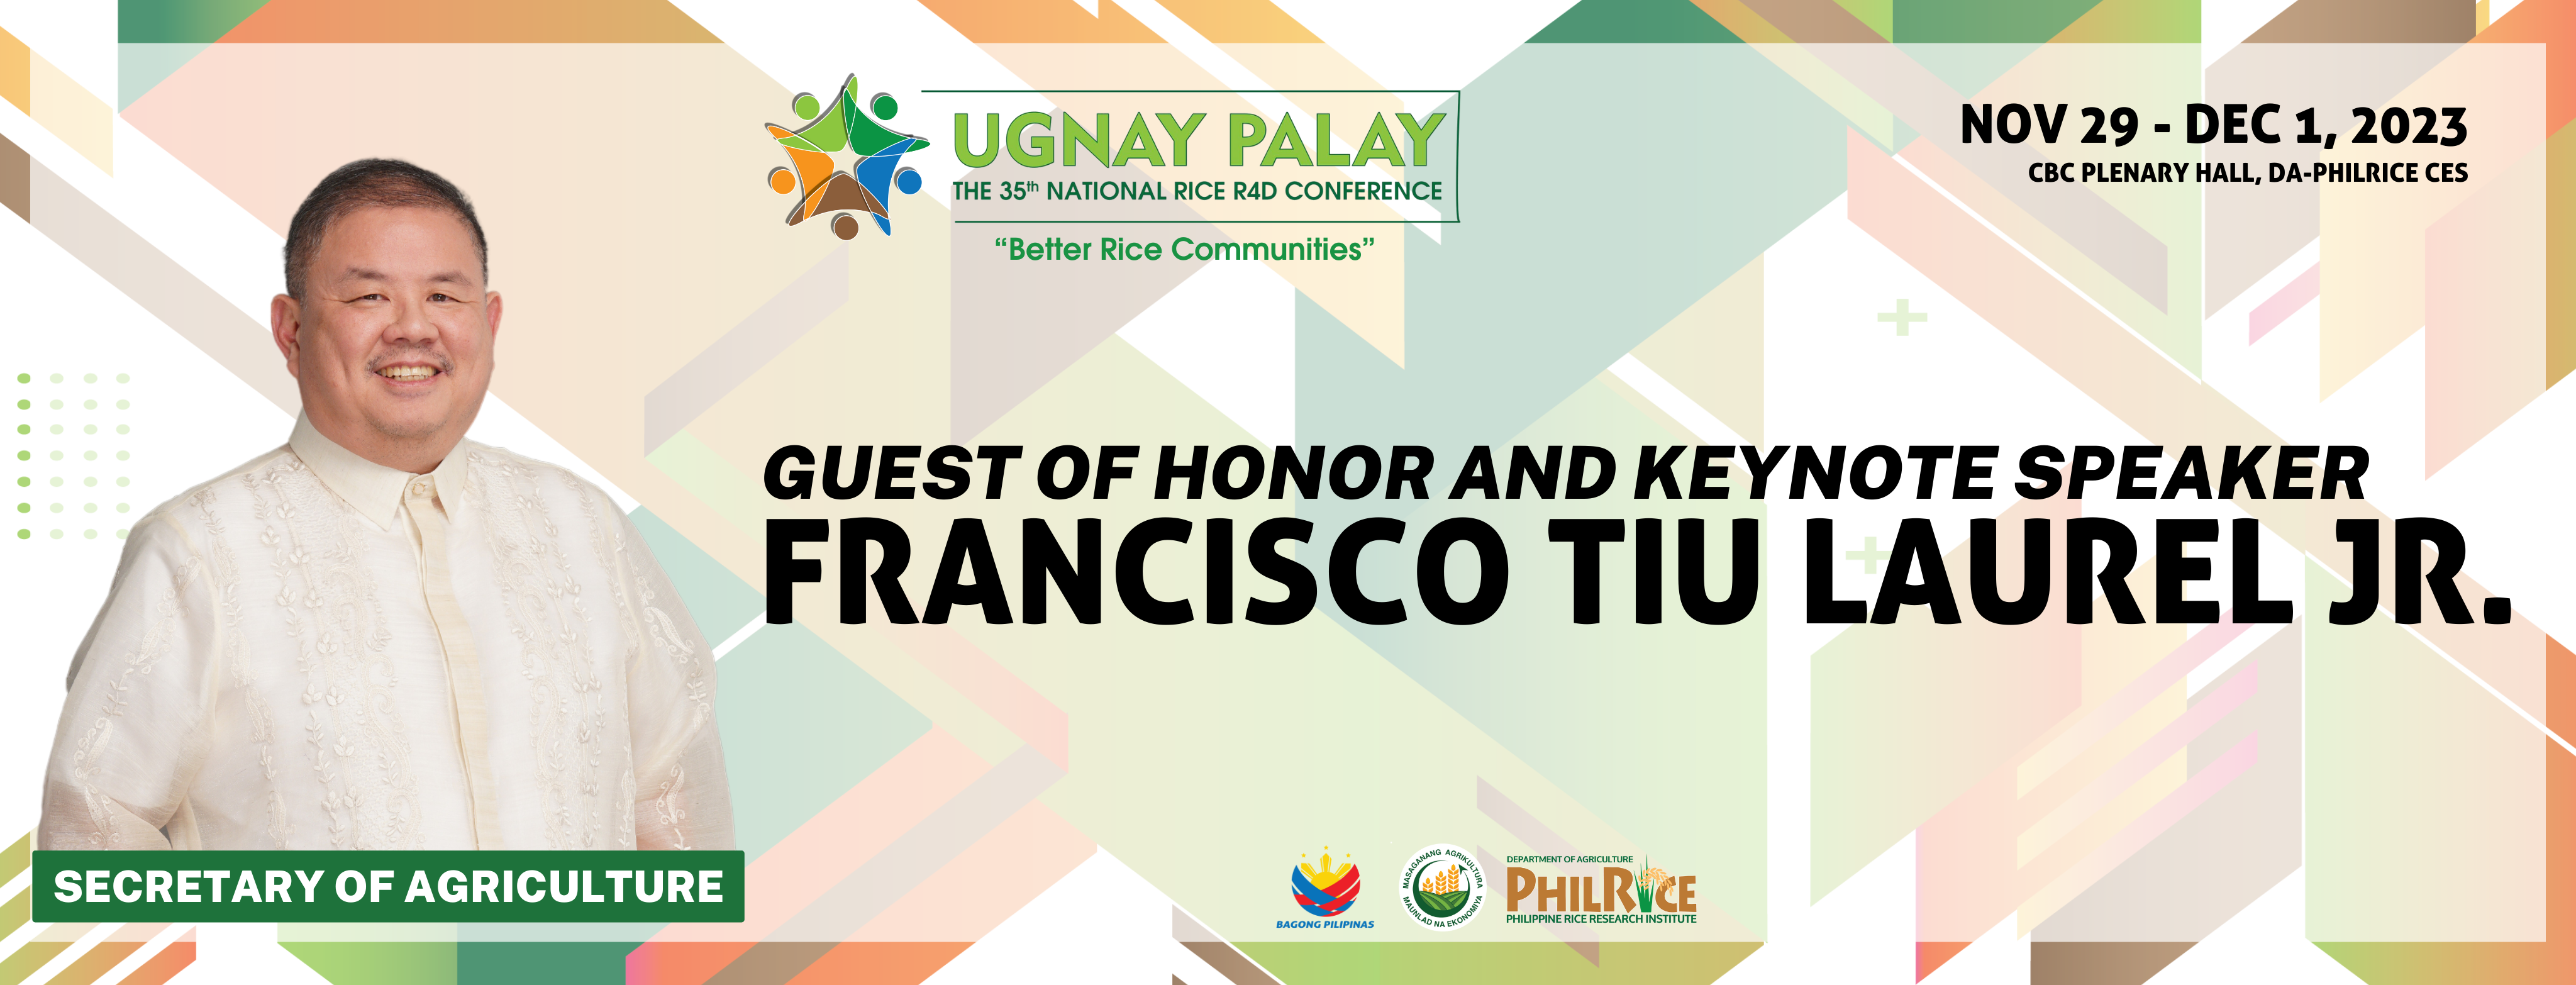 UGNAY PALAY
THE 35th NATIONAL RICE R4D CONFERENCE
“Better Rice Communities”
NOV 29 - DEC 1, 2023
CBC PLENARY HALL, DA-PHILRICE CES
GUEST OF HONOR AND KEYNOTE SPEAKER
FRANCISCO TIU LAUREL JR.
SECRETARY OF AGRICULTURE
BAGONG PILIPINAS
MASAGANANG AGRIKULTURA
MAUNLAD NA EKONOMIYA
DEPARTMENT OF AGRICULTURE
PHILRICE
PHILIPPINE RICE RESEARCH INSTITUTE